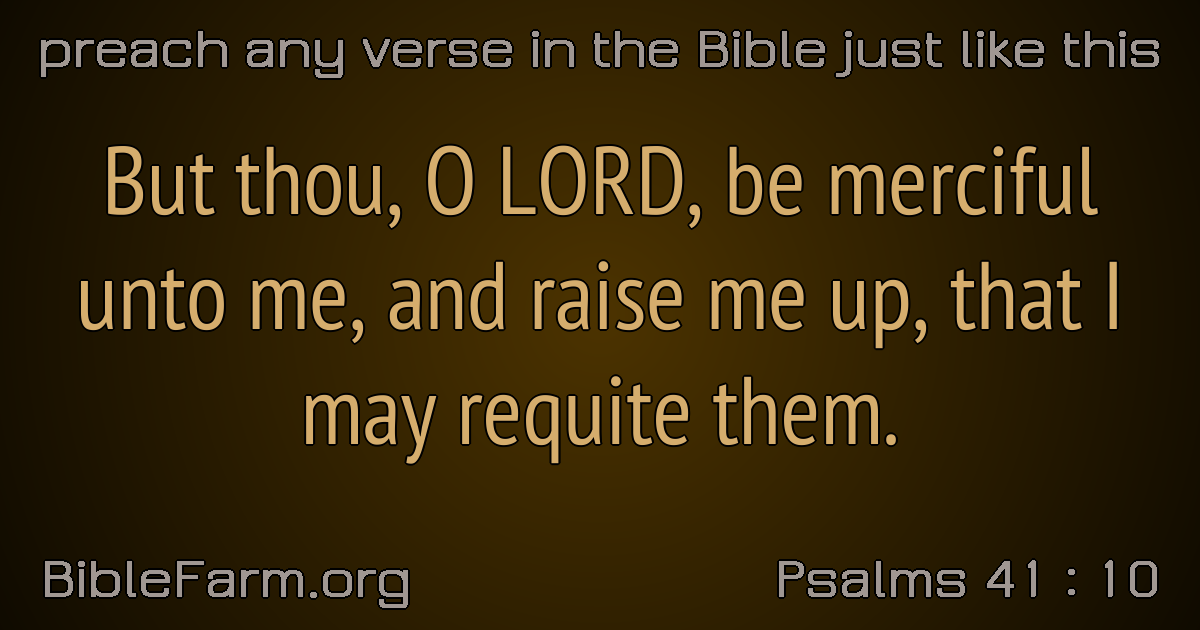 preach any verse in the Bible just like this
But thou, O LORD, be merciful
unto me, and raise me up, that I
may requite them.
BibleFarm.org
Psalms 41 : 10